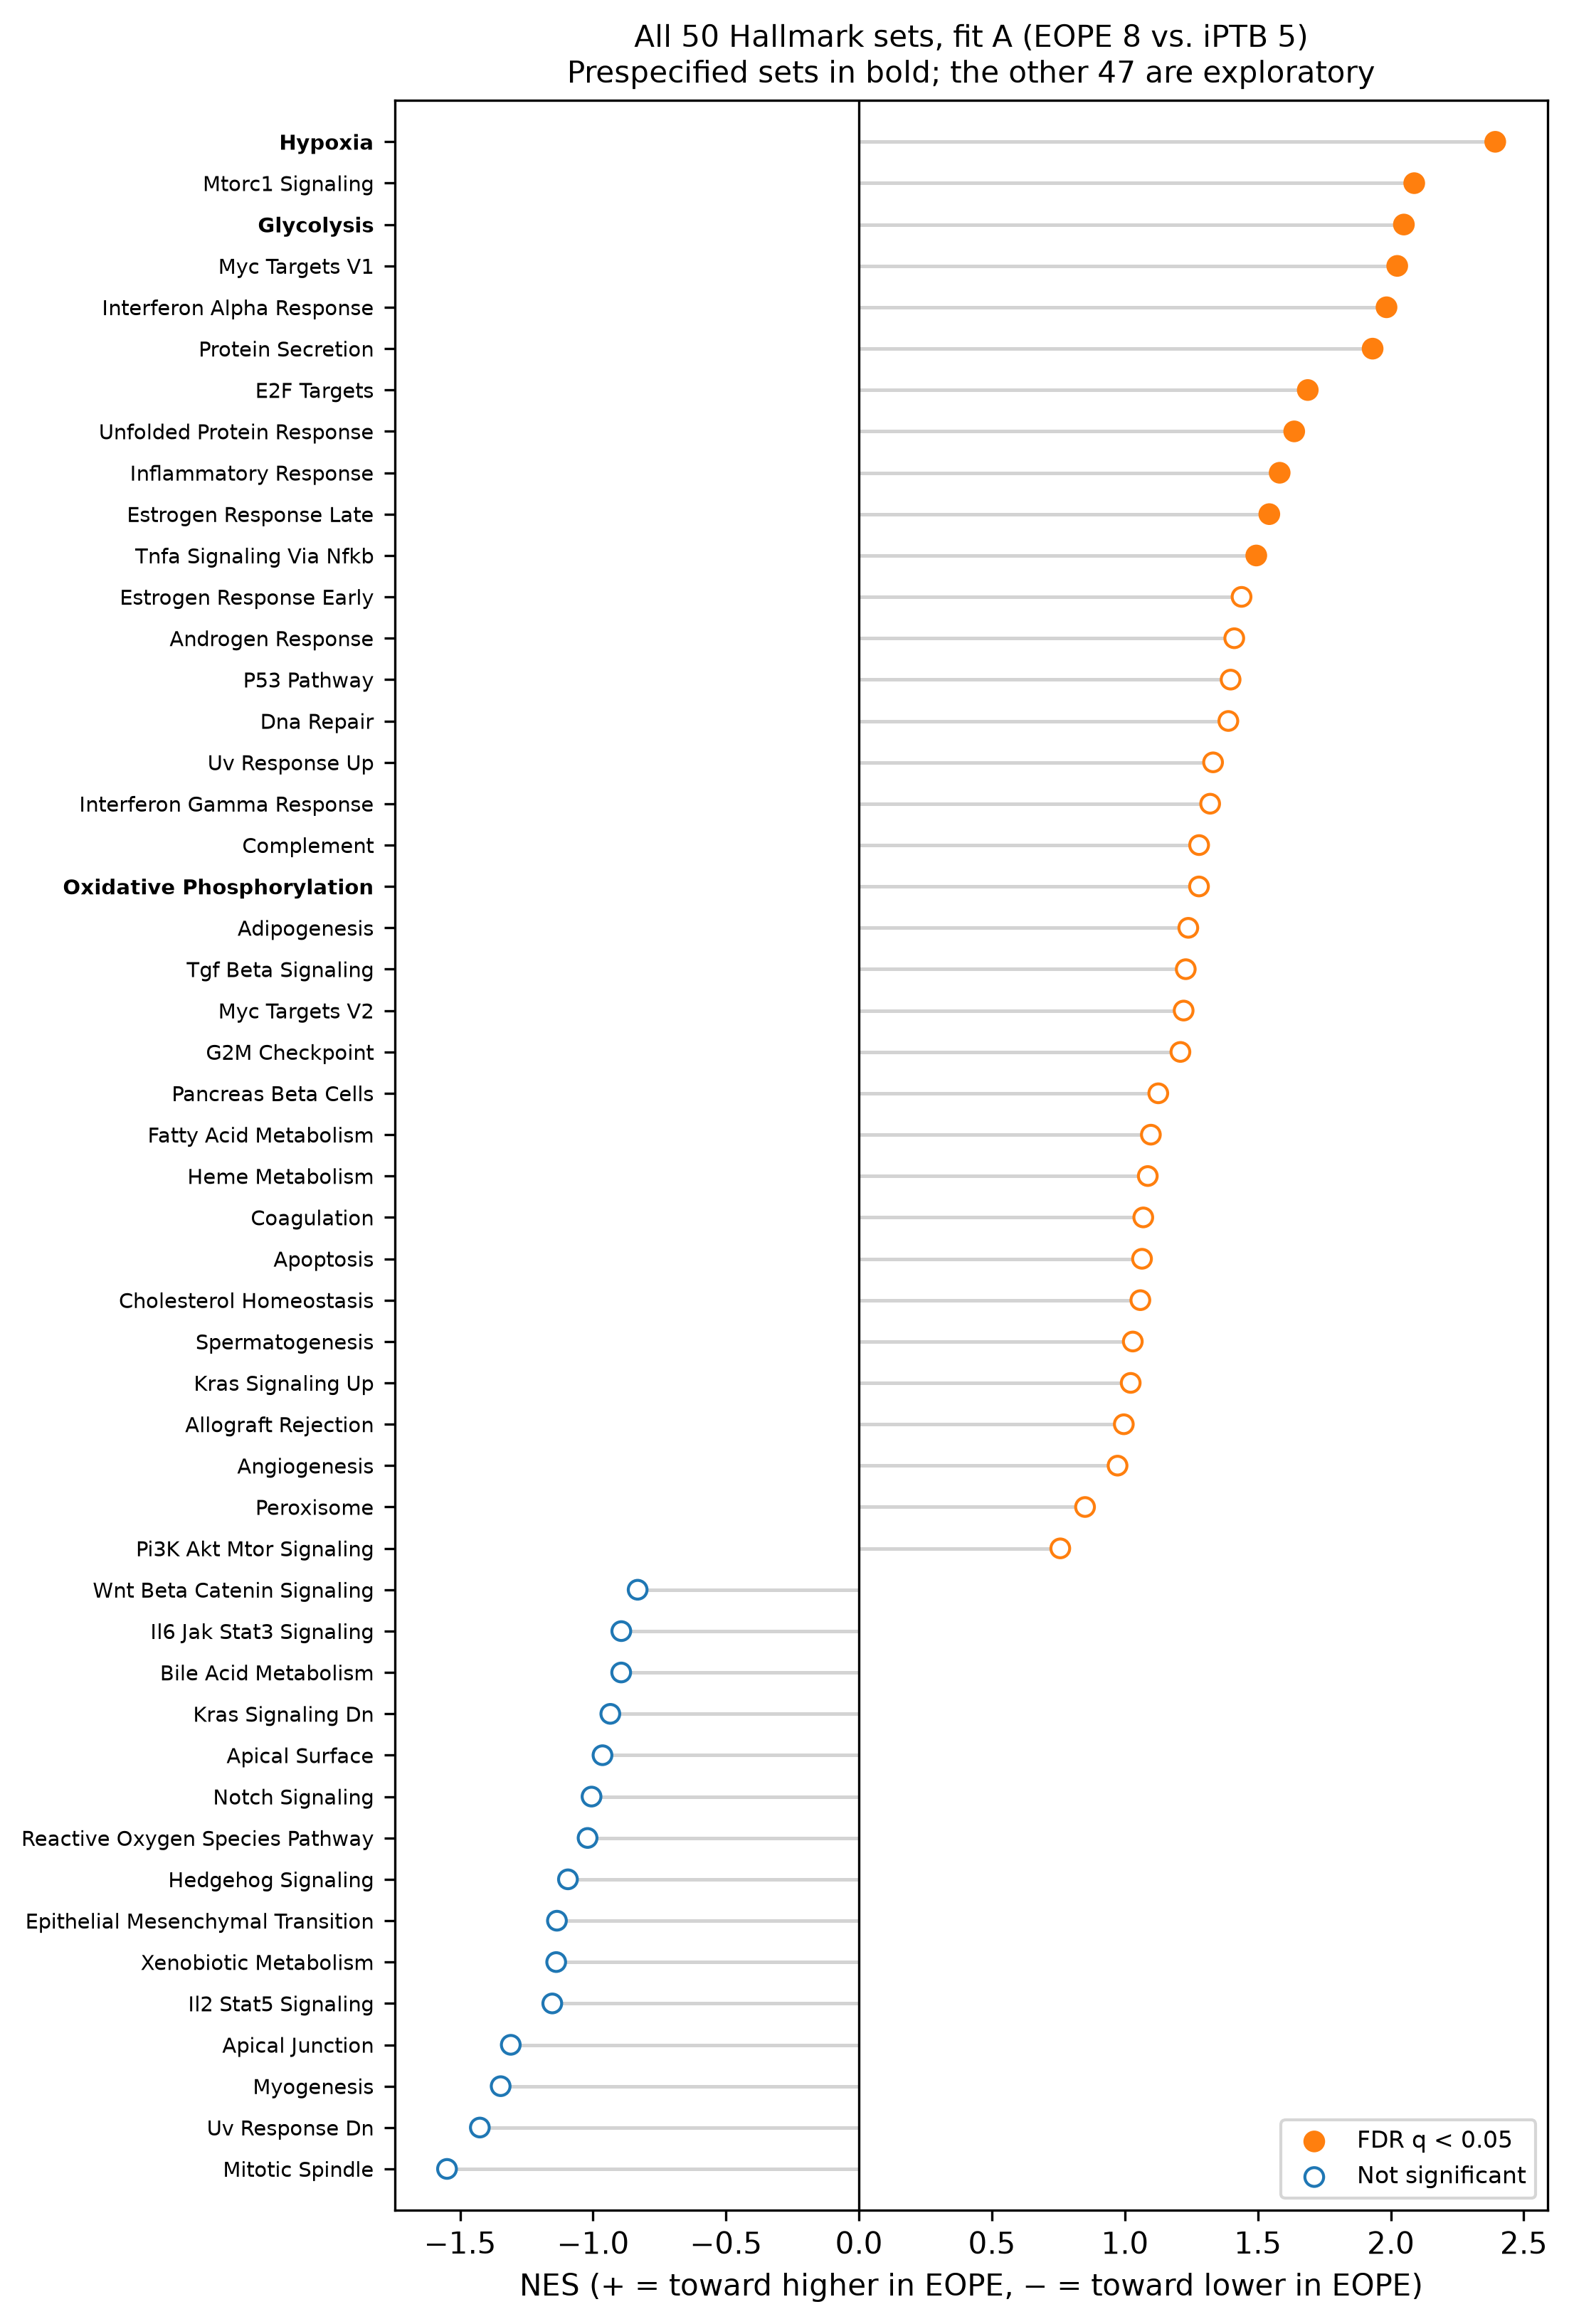 All 50 Hallmark sets, fit A (EOPE 8 vs. iPTB 5)
Prespecified sets in bold; the other 47 are exploratory
Hypoxia
Mtorc1 Signaling
Glycolysis
Myc Targets V1
Interferon Alpha Response
Protein Secretion
E2F Targets
Unfolded Protein Response
Inflammatory Response
Estrogen Response Late
Tnfa Signaling Via Nfkb
Estrogen Response Early
Androgen Response
P53 Pathway
Dna Repair
Uv Response Up
Interferon Gamma Response
Complement
Oxidative Phosphorylation
Adipogenesis
Tgf Beta Signaling
Myc Targets V2
G2M Checkpoint
Pancreas Beta Cells
Fatty Acid Metabolism
Heme Metabolism
Coagulation
Apoptosis
Cholesterol Homeostasis
Spermatogenesis
Kras Signaling Up
Allograft Rejection
Angiogenesis
Peroxisome
Pi3K Akt Mtor Signaling
Wnt Beta Catenin Signaling
Il6 Jak Stat3 Signaling
Bile Acid Metabolism
Kras Signaling Dn
Apical Surface
Notch Signaling
Reactive Oxygen Species Pathway
Hedgehog Signaling
Epithelial Mesenchymal Transition
Xenobiotic Metabolism
Il2 Stat5 Signaling
Apical Junction
Myogenesis
Uv Response Dn
Mitotic Spindle
FDR q < 0.05
Not significant
−1.5 −1.0 −0.5 0.0 0.5 1.0 1.5 2.0 2.5
NES (+ = toward higher in EOPE, − = toward lower in EOPE)